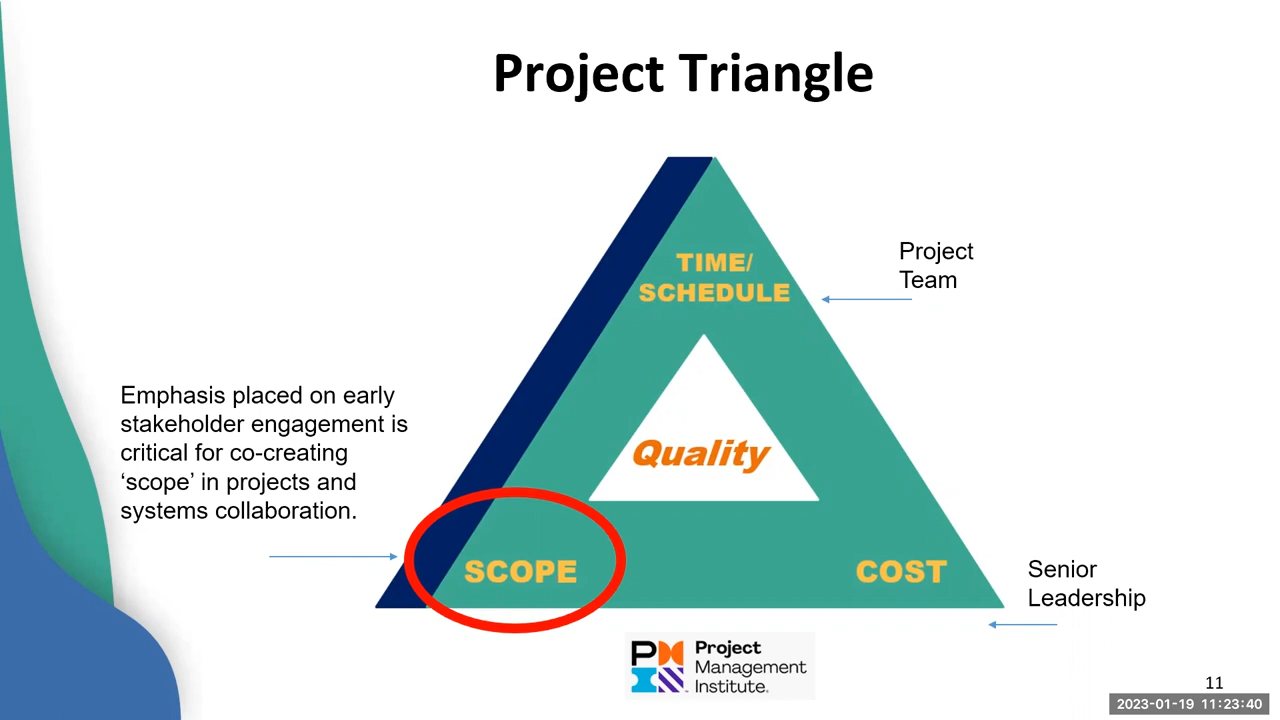 Project Triangle
TIME/
SCHEDULE
Project
Team
Emphasis placed on early
stakeholder engagement is
critical for co-creating
‘scope’ in projects and
systems collaboration.
Quality
SCOPE
COST
Senior
Leadership
Project
Management
Institute.
11
2023-01-19 11:23:40